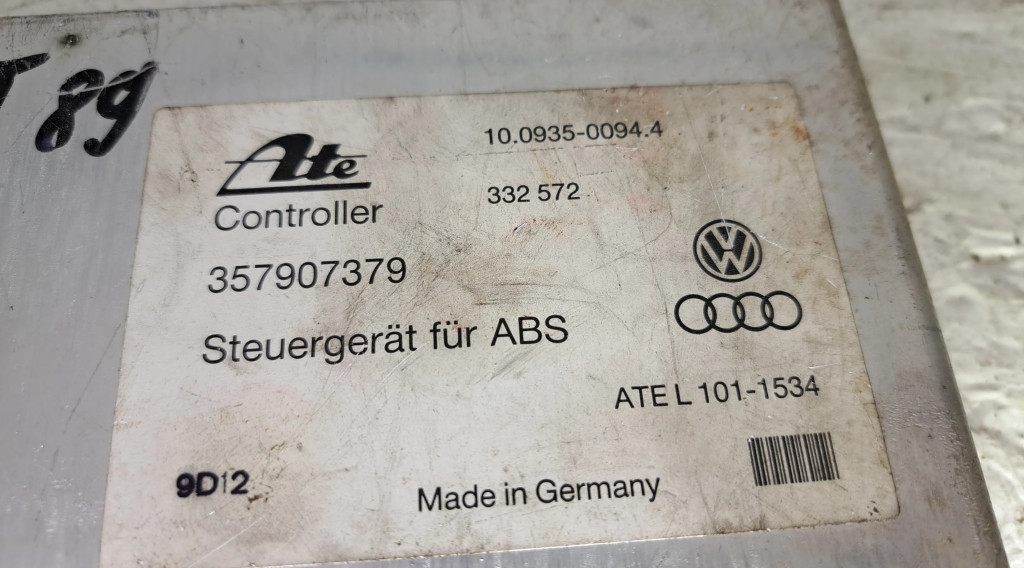 89
Ate
Controller
10.0935-0094.4
332 572
357907379
Steuergerät für ABS
ATE L 101-1534
9D12
Made in Germany